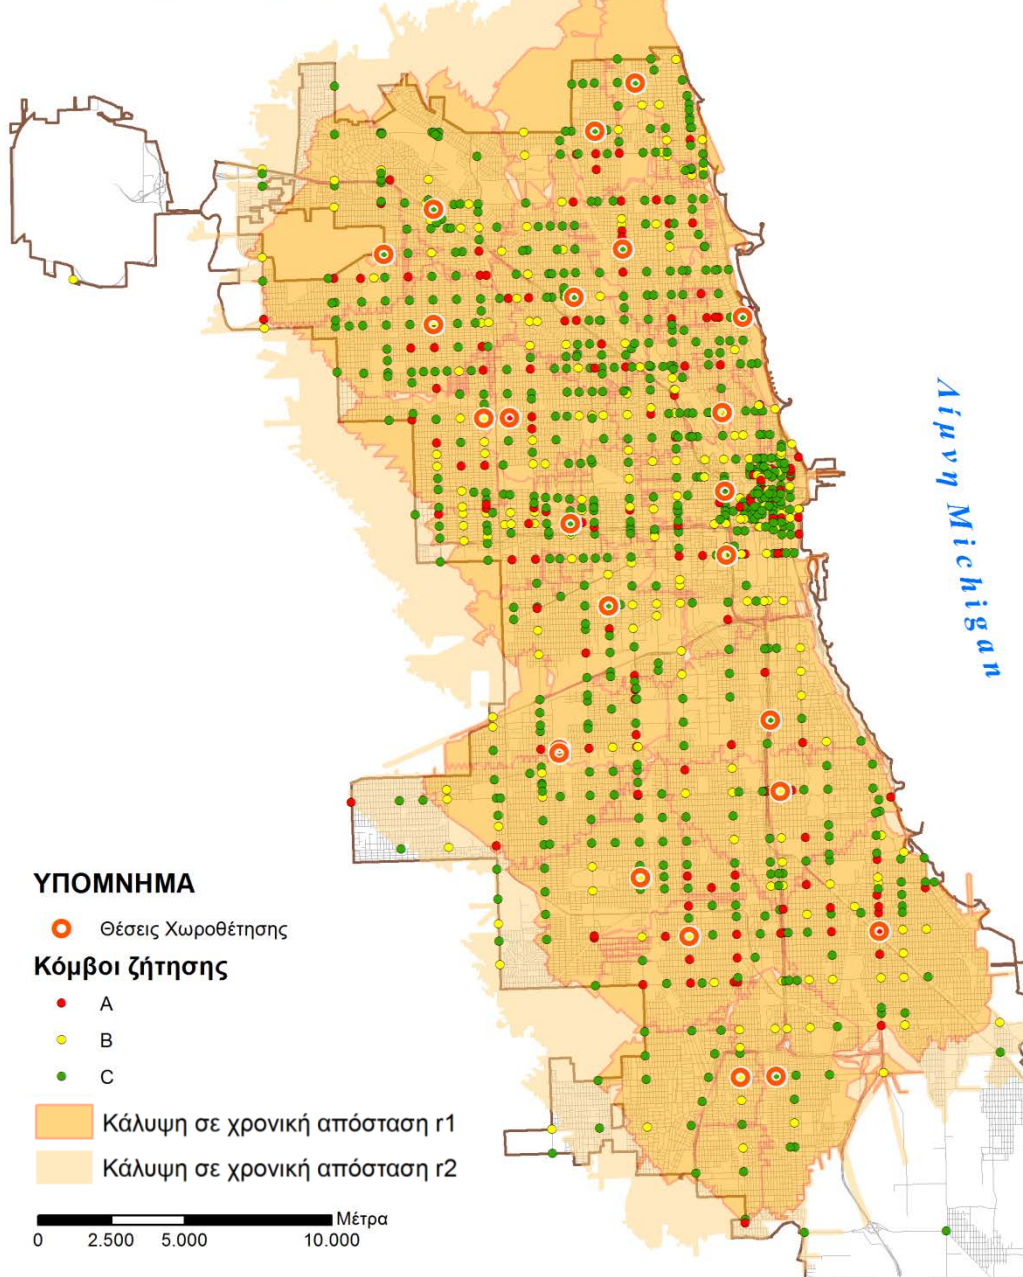 Λίμνη Michigan
ΥΠΟΜΝΗΜΑ
Θέσεις Χωροθέτησης
Κόμβοι ζήτησης
A
B
C
Κάλυψη σε χρονική απόσταση r1
Κάλυψη σε χρονική απόσταση r2
Μέτρα
0 2.500 5.000 10.000